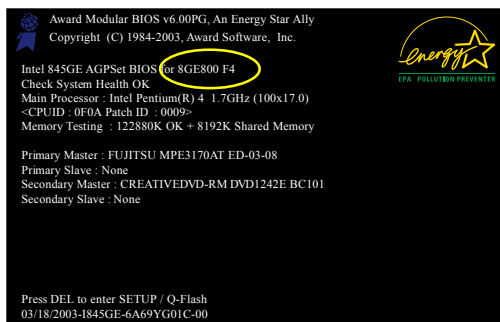 Award Modular BIOS v6.00PG, An Energy Star Ally
Copyright (C) 1984-2003, Award Software, Inc.
energy
EPA POLLUTION PREVENTER
Intel 845GE AGPSet BIOS for 8GE800 F4
Check System Health OK
Main Processor : Intel Pentium(R) 4 1.7GHz (100x17.0)
<CPUID : 0F0A Patch ID : 0009>
Memory Testing : 122880K OK + 8192K Shared Memory
Primary Master : FUJITSU MPE3170AT ED-03-08
Primary Slave : None
Secondary Master : CREATIVEDVD-RM DVD1242E BC101
Secondary Slave : None
Press DEL to enter SETUP / Q-Flash
03/18/2003-I845GE-6A69YG01C-00